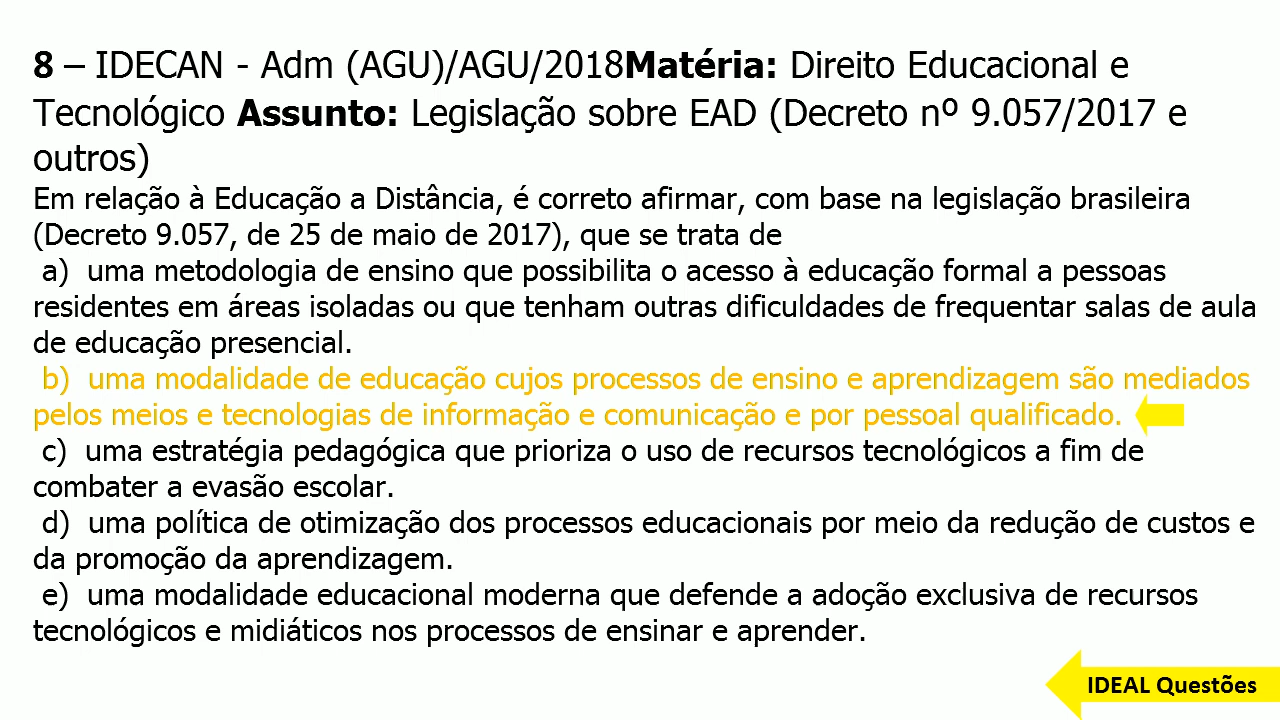 8 – IDECAN - Adm (AGU)/AGU/2018Matéria: Direito Educacional e
Tecnológico Assunto: Legislação sobre EAD (Decreto nº 9.057/2017 e
outros)
Em relação à Educação a Distância, é correto afirmar, com base na legislação brasileira
(Decreto 9.057, de 25 de maio de 2017), que se trata de
a) uma metodologia de ensino que possibilita o acesso à educação formal a pessoas
residentes em áreas isoladas ou que tenham outras dificuldades de frequentar salas de aula
de educação presencial.
b) uma modalidade de educação cujos processos de ensino e aprendizagem são mediados
pelos meios e tecnologias de informação e comunicação e por pessoal qualificado.
c) uma estratégia pedagógica que prioriza o uso de recursos tecnológicos a fim de
combater a evasão escolar.
d) uma política de otimização dos processos educacionais por meio da redução de custos e
da promoção da aprendizagem.
e) uma modalidade educacional moderna que defende a adoção exclusiva de recursos
tecnológicos e midiáticos nos processos de ensinar e aprender.
IDEAL Questões